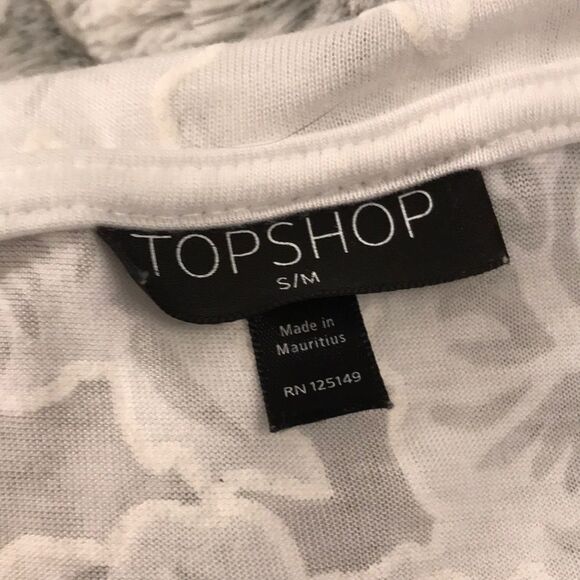 TOPSHOP
S/M
Made in
Mauritius
RN 125149